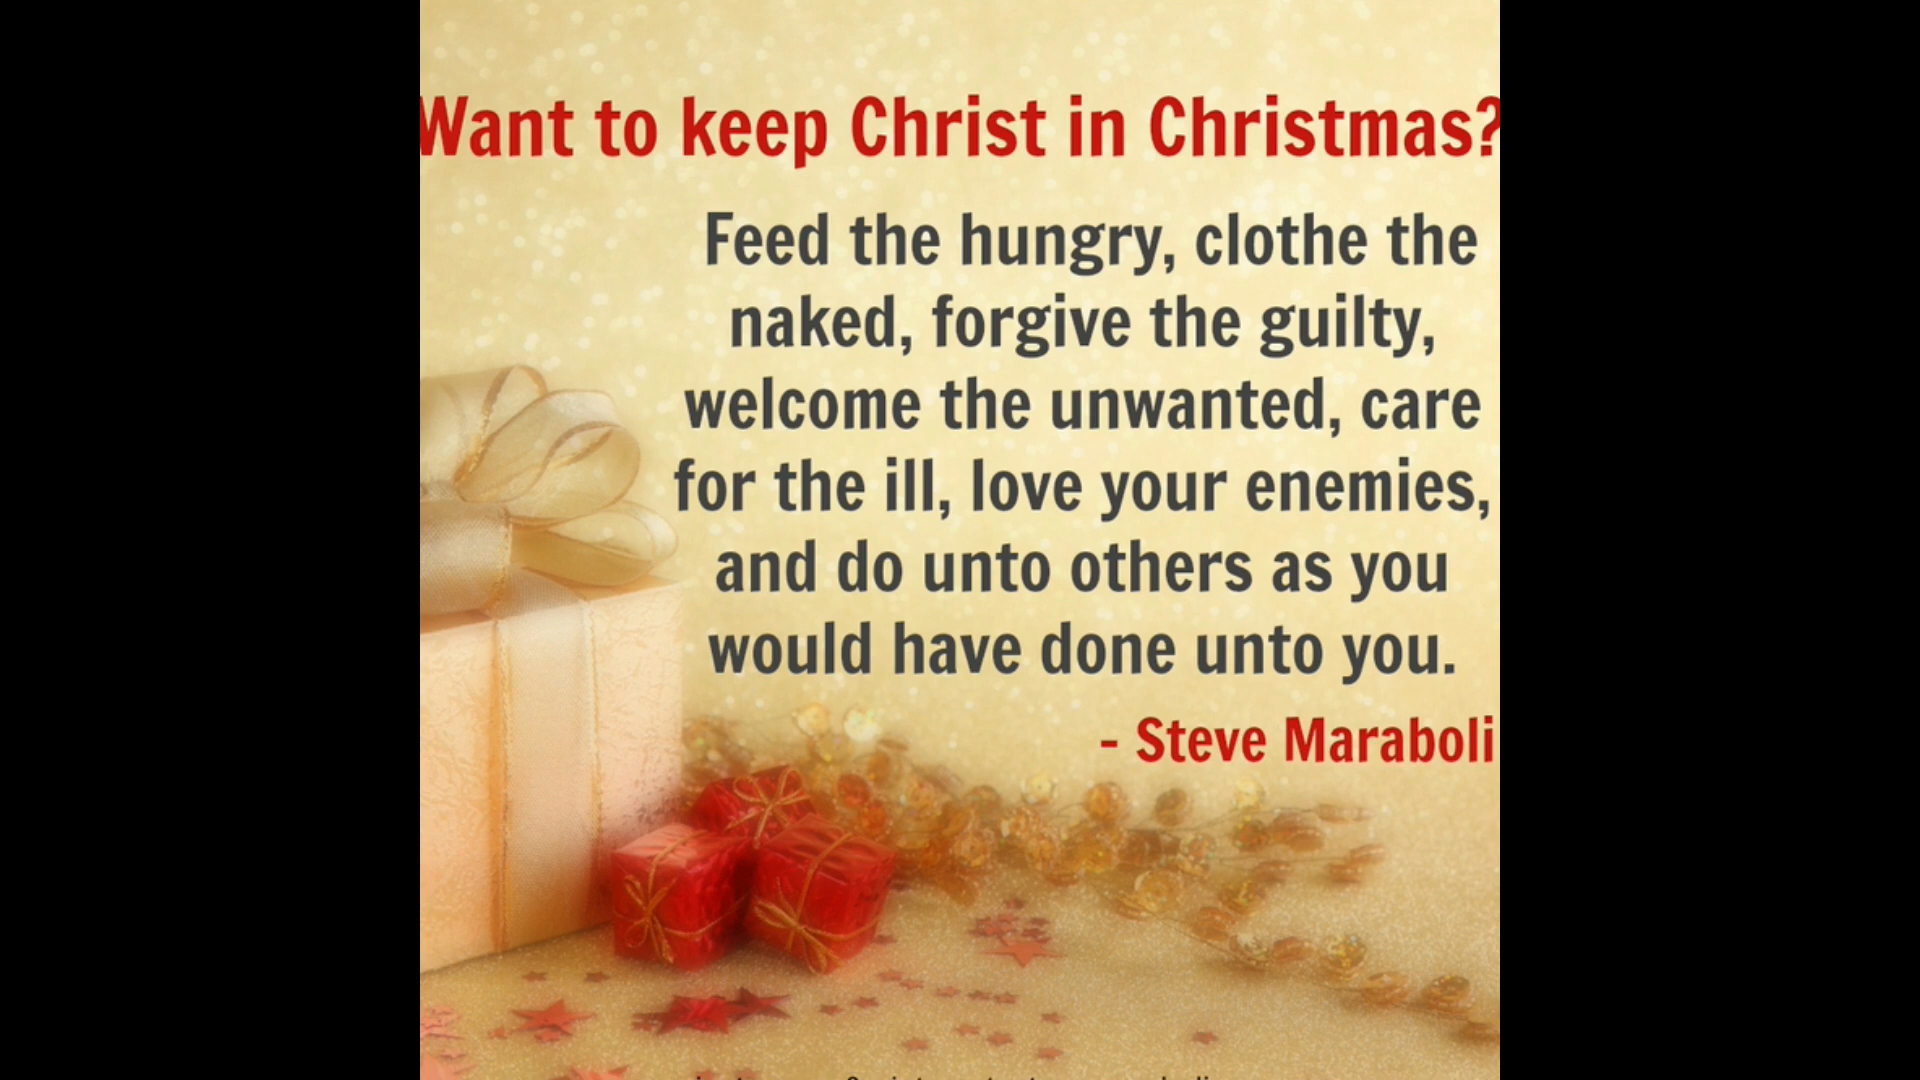 Want to keep Christ in Christmas?
Feed the hungry, clothe the
naked, forgive the guilty,
welcome the unwanted, care
for the ill, love your enemies,
and do unto others as you
would have done unto you.
- Steve Maraboli